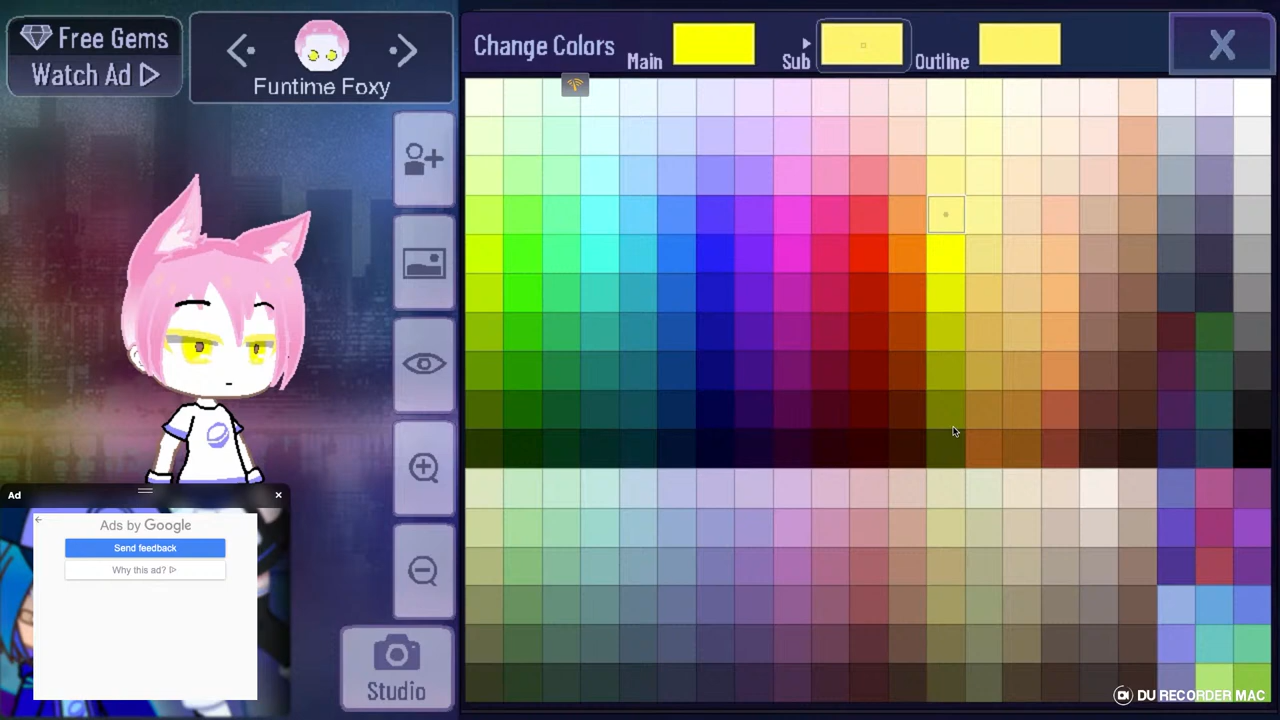 Free Gems
Watch Ad
Funtime Foxy
Change Colors
Main
Sub
Outline
X
Studio
Ad
×
Ads by Google
Send feedback
Why this ad?
DU RECORDER MAC